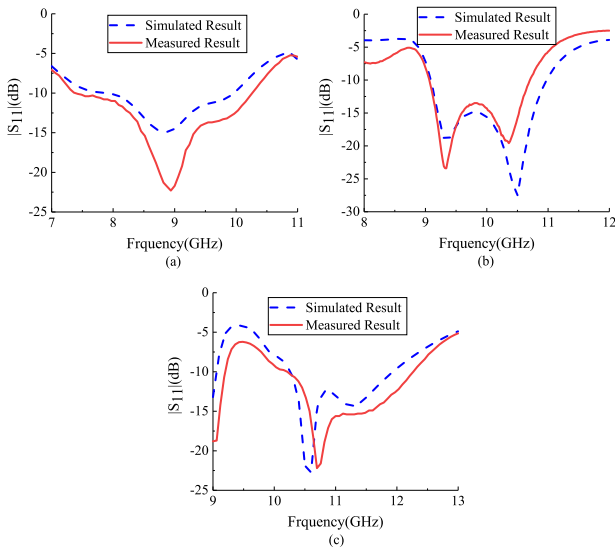 (a)
Simulated Result
Measured Result
0
-5
-10
-15
-20
-25
|S11|(dB)
7
8
9
10
11
Frquency(GHz)
(a)
(b)
Simulated Result
Measured Result
0
-5
-10
-15
-20
-25
-30
|S11|(dB)
8
9
10
11
12
Frquency(GHz)
(b)
Simulated Result
Measured Result
0
-5
-10
-15
-20
-25
|S11|(dB)
9
10
11
12
13
Frquency(GHz)
(c)